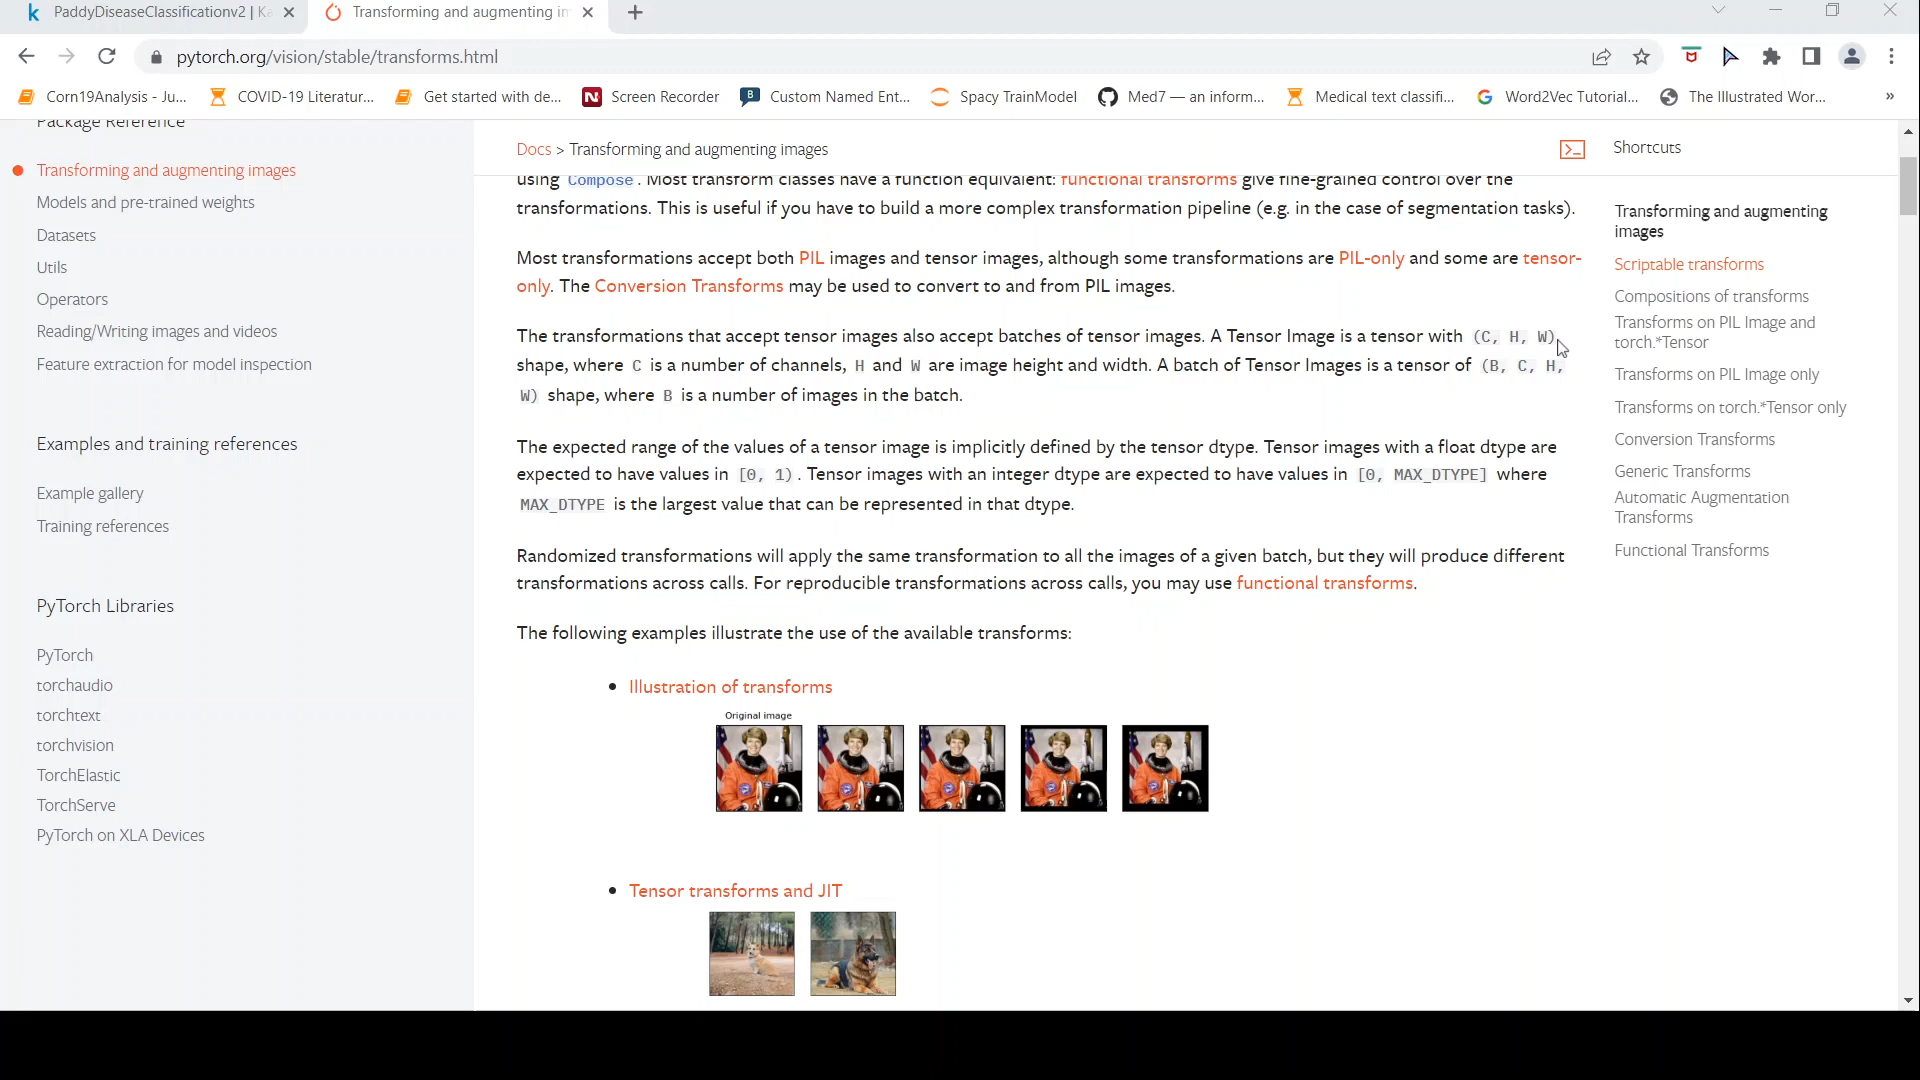 PaddyDiseaseClassificationv2 | Ka
Transforming and augmenting im
pytorch.org/vision/stable/transforms.html
Corn19Analysis - Ju...
COVID-19 Literatur...
Get started with de...
Screen Recorder
Custom Named Ent...
Spacy TrainModel
Med7 — an inform...
Medical text classifi...
Word2Vec Tutorial...
The Illustrated Wor...
»
Package Reference
Transforming and augmenting images
Models and pre-trained weights
Datasets
Utils
Operators
Reading/Writing images and videos
Feature extraction for model inspection
Examples and training references
Example gallery
Training references
PyTorch Libraries
PyTorch
torchaudio
torchtext
torchvision
TorchElastic
TorchServe
PyTorch on XLA Devices
Docs > Transforming and augmenting images
using Compose. Most transform classes have a function equivalent: functional transforms give fine-grained control over the
transformations. This is useful if you have to build a more complex transformation pipeline (e.g. in the case of segmentation tasks).
Most transformations accept both PIL images and tensor images, although some transformations are PIL-only and some are tensor-
only. The Conversion Transforms may be used to convert to and from PIL images.
The transformations that accept tensor images also accept batches of tensor images. A Tensor Image is a tensor with (C, H, W)
shape, where C is a number of channels, H and W are image height and width. A batch of Tensor Images is a tensor of (B, C, H,
W) shape, where B is a number of images in the batch.
The expected range of the values of a tensor image is implicitly defined by the tensor dtype. Tensor images with a float dtype are
expected to have values in [0, 1). Tensor images with an integer dtype are expected to have values in [0, MAX_DTYPE] where
MAX_DTYPE is the largest value that can be represented in that dtype.
Randomized transformations will apply the same transformation to all the images of a given batch, but they will produce different
transformations across calls. For reproducible transformations across calls, you may use functional transforms.
The following examples illustrate the use of the available transforms:
Illustration of transforms
Original image
Tensor transforms and JIT
Shortcuts
Transforming and augmenting
images
Scriptable transforms
Compositions of transforms
Transforms on PIL Image and
torch.*Tensor
Transforms on PIL Image only
Transforms on torch.*Tensor only
Conversion Transforms
Generic Transforms
Automatic Augmentation
Transforms
Functional Transforms